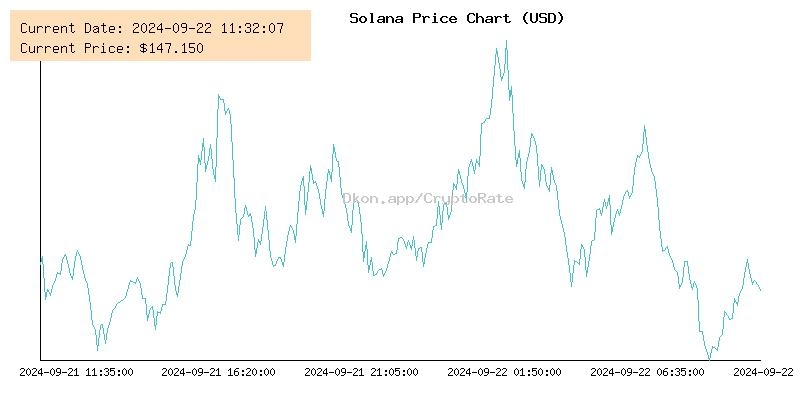 Solana Price Chart (USD)
Current Date: 2024-09-22 11:32:07
Current Price: $147.150
Dkon.app/CryptoRate
2024-09-21 11:35:00 2024-09-21 16:20:00 2024-09-21 21:05:00 2024-09-22 01:50:00 2024-09-22 06:35:00 2024-09-22